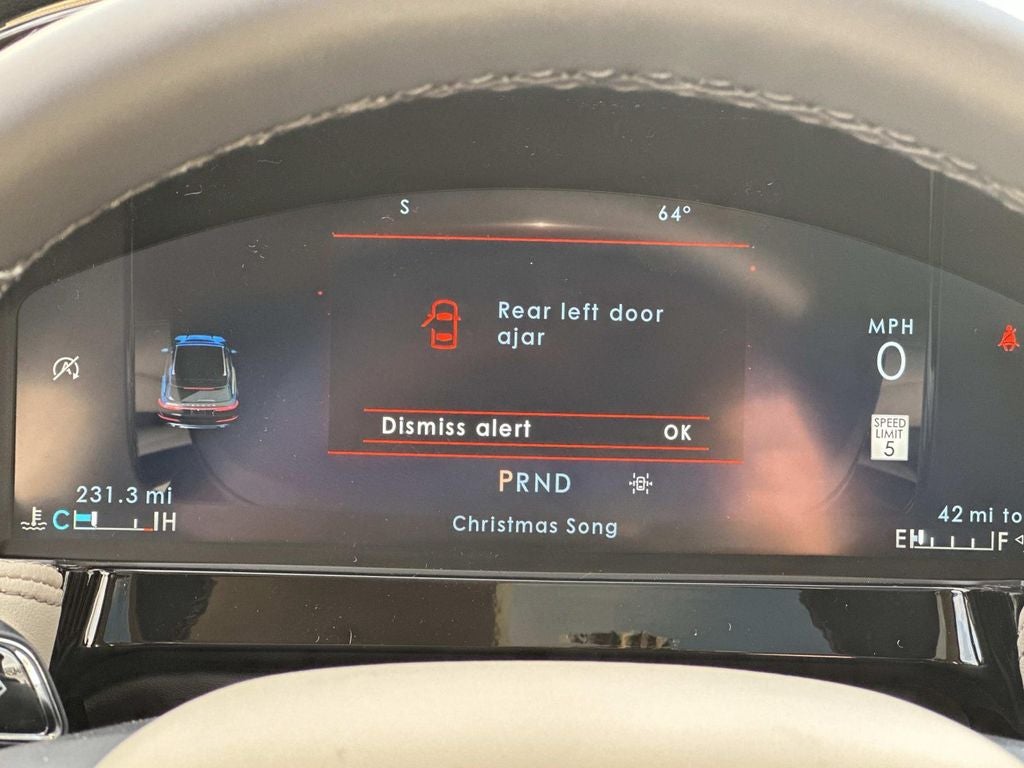 S 64°
Rear left door
ajar
MPH
0
Dismiss alert OK
SPEED
LIMIT
5
PRND
231.3 mi
C H
42 mi to
E F
Christmas Song